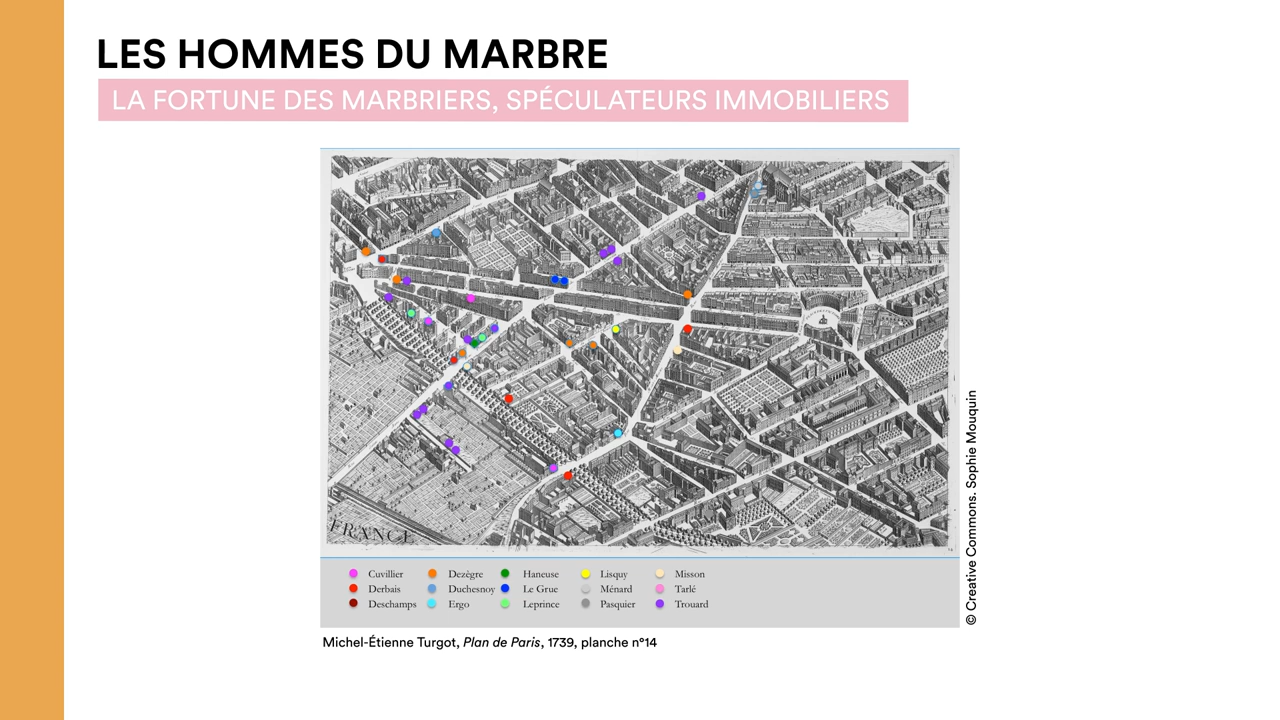 LES HOMMES DU MARBRE
LA FORTUNE DES MARBRIERS, SPÉCULATEURS IMMOBILIERS
FRANCE
Cuvillier Dezègre Haneuse Lisquy Misson
Derbais Duchesnoy Le Grue Ménard Tarlé
Deschamps Ergo Leprince Pasquier Trouard
Michel-Étienne Turgot, Plan de Paris, 1739, planche n°14
© Creative Commons. Sophie Mouquin